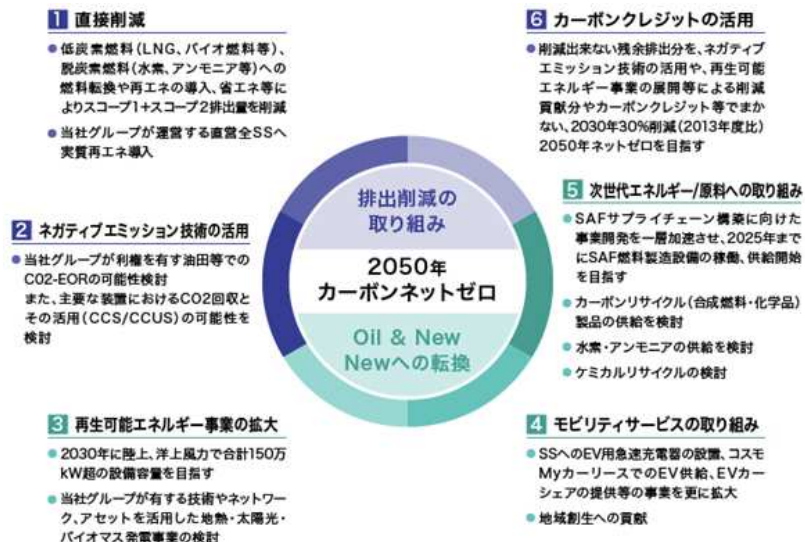 1 直接削減
●低炭素燃料(LNG、バイオ燃料等)、
脱炭素燃料(水素、アンモニア等)への
燃料転換や再エネの導入、省エネ等に
よりスコープ1+スコープ2排出量を削減
●当社グループが運営する直営全SSへ
実質再エネ導入
2 ネガティブエミッション技術の活用
●当社グループが利権を有す油田等での
CO2-EORの可能性検討
また、主要な装置におけるCO2回収と
その活用(CCS/CCUS)の可能性を
検討
3 再生可能エネルギー事業の拡大
●2030年に陸上、洋上風力で合計150万
kW超の設備容量を目指す
●当社グループが有する技術やネットワー
ク、アセットを活用した地熱・太陽光・
バイオマス発電事業の検討
排出削減の
取り組み
2050年
カーボンネットゼロ
Oil & New
Newへの転換
6 カーボンクレジットの活用
●削減出来ない残余排出分を、ネガティブ
エミッション技術の活用や、再生可能
エネルギー事業の展開等による削減
貢献分やカーボンクレジット等でまか
ない、2030年30%削減(2013年度比)
2050年ネットゼロを目指す
5 次世代エネルギー/原料への取り組み
●SAFサプライチェーン構築に向けた
事業開発を一層加速させ、2025年まで
にSAF燃料製造設備の稼働、供給開始
を目指す
●カーボンリサイクル(合成燃料・化学品)
製品の供給を検討
●水素・アンモニアの供給を検討
●ケミカルリサイクルの検討
4 モビリティサービスの取り組み
●SSへのEV用急速充電器の設置、コスモ
Myカーリースでのキ供給、EVカー
シェアの提供等の事業を更に拡大
●地域創生への貢献